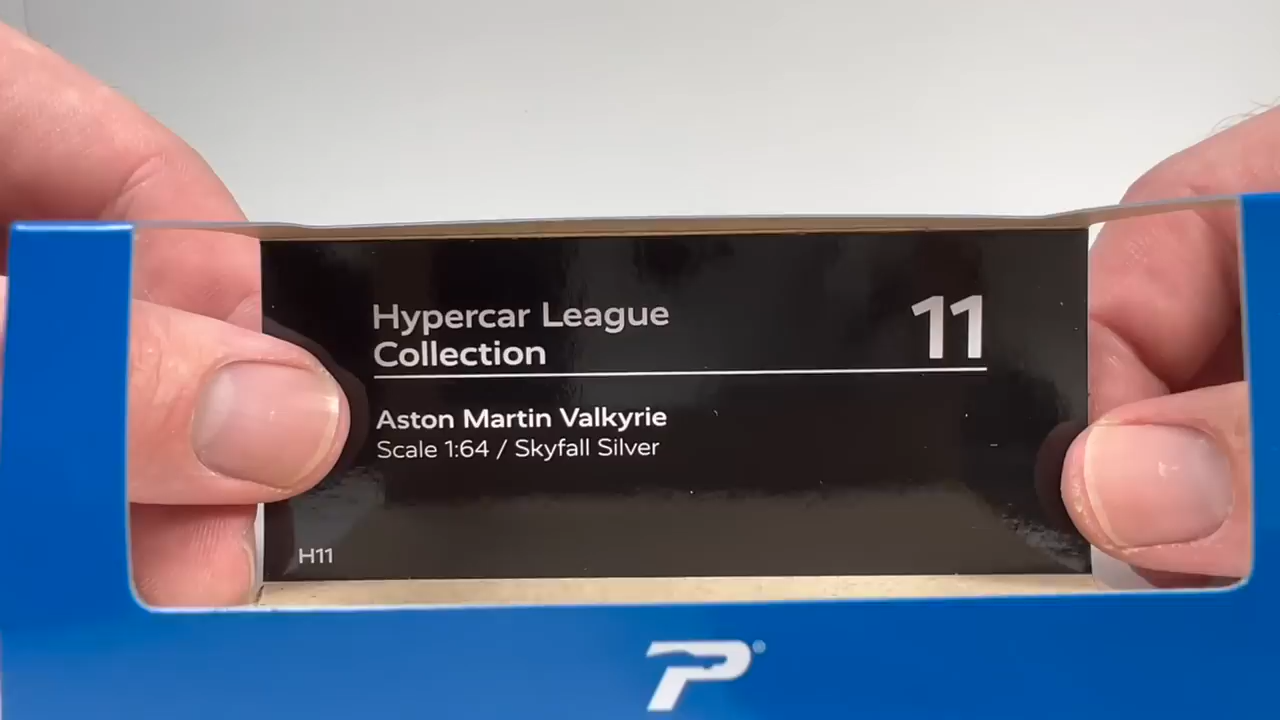 Hypercar League
Collection
11
Aston Martin Valkyrie
Scale 1:64 / Skyfall Silver
H11
P®